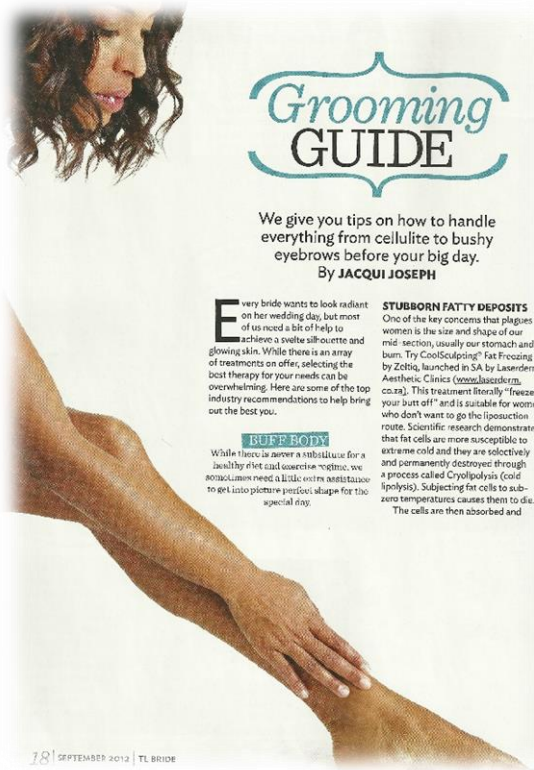 Grooming
GUIDE
We give you tips on how to handle
everything from cellulite to bushy
eyebrows before your big day.
By JACQUI JOSEPH
Every bride wants to look radiant
on her wedding day, but most
of us need a bit of help to
achieve a svelte silhouette and
glowing skin. While there is an array
of treatments on offer, selecting the
best therapy for your needs can be
overwhelming. Here are some of the top
industry recommendations to help bring
out the best you.
BUFF BODY
While there is never a substitute for a
healthy diet and exercise regime, we
sometimes need a little extra assistance
to get into picture perfect shape for the
special day.
STUBBORN FATTY DEPOSITS
One of the key concerns that plagues
women is the size and shape of our
mid-section, usually our stomach and
bum. Try CoolSculpting® Fat Freezing
by Zeltiq, launched in SA by Laserderm
Aesthetic Clinics (www.laserderm.
co.za). This treatment literally "freezes
your butt off" and is suitable for wome
who don't want to go the liposuction
route. Scientific research demonstrate
that fat cells are more susceptible to
extreme cold and they are selectively
and permanently destroyed through
a process called Cryolipolysis (cold
lipolysis). Subjecting fat cells to sub-
zero temperatures causes them to die.
The cells are then absorbed and
18 | SEPTEMBER 2012 | TL BRIDE